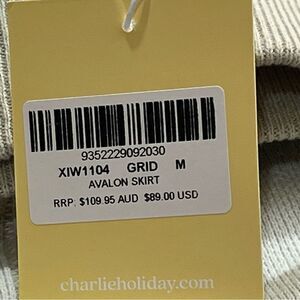 9352229092030
XIW1104 GRID M
AVALON SKIRT
RRP $109.95 AUD $89.00 USD
charlieholiday.com